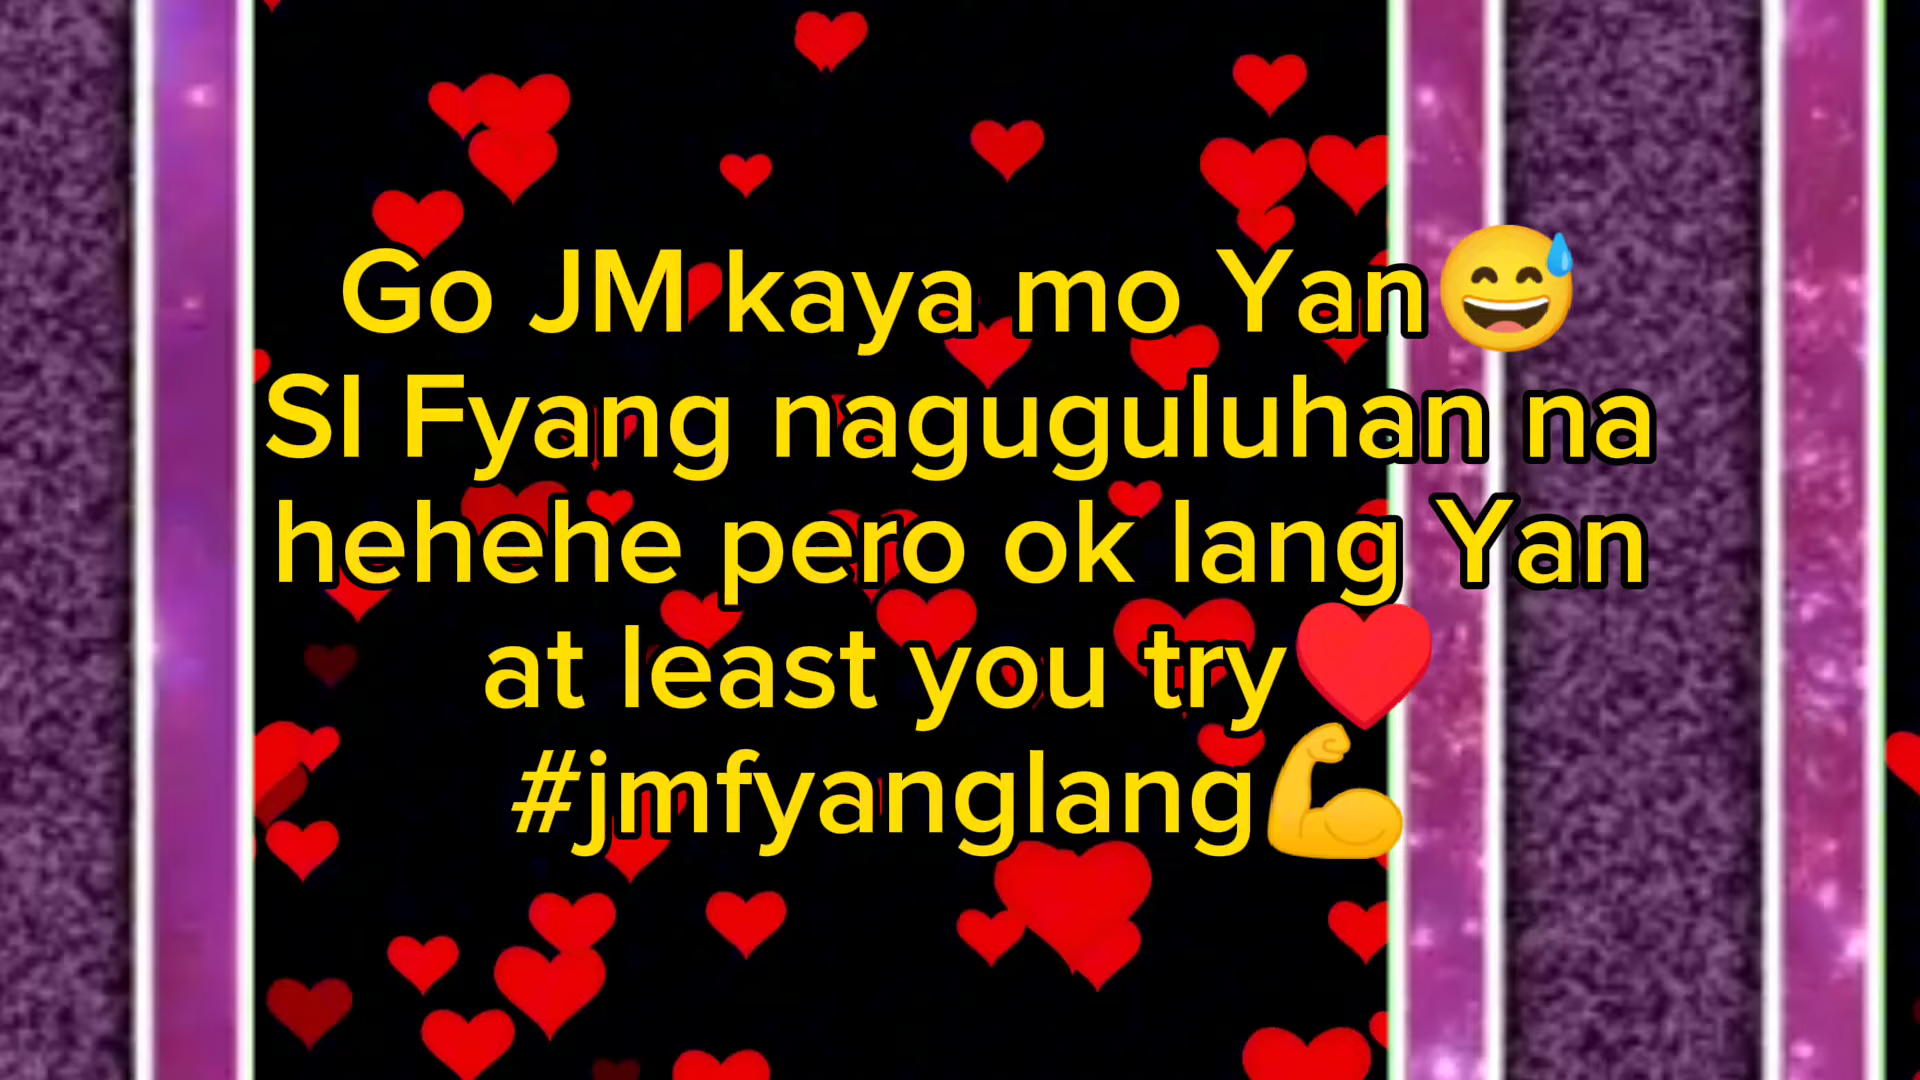 Go JM kaya mo Yan😅
SI Fyang naguguluhan na
hehehe pero ok lang Yan
at least you try♥️
#jmfyanglang💪